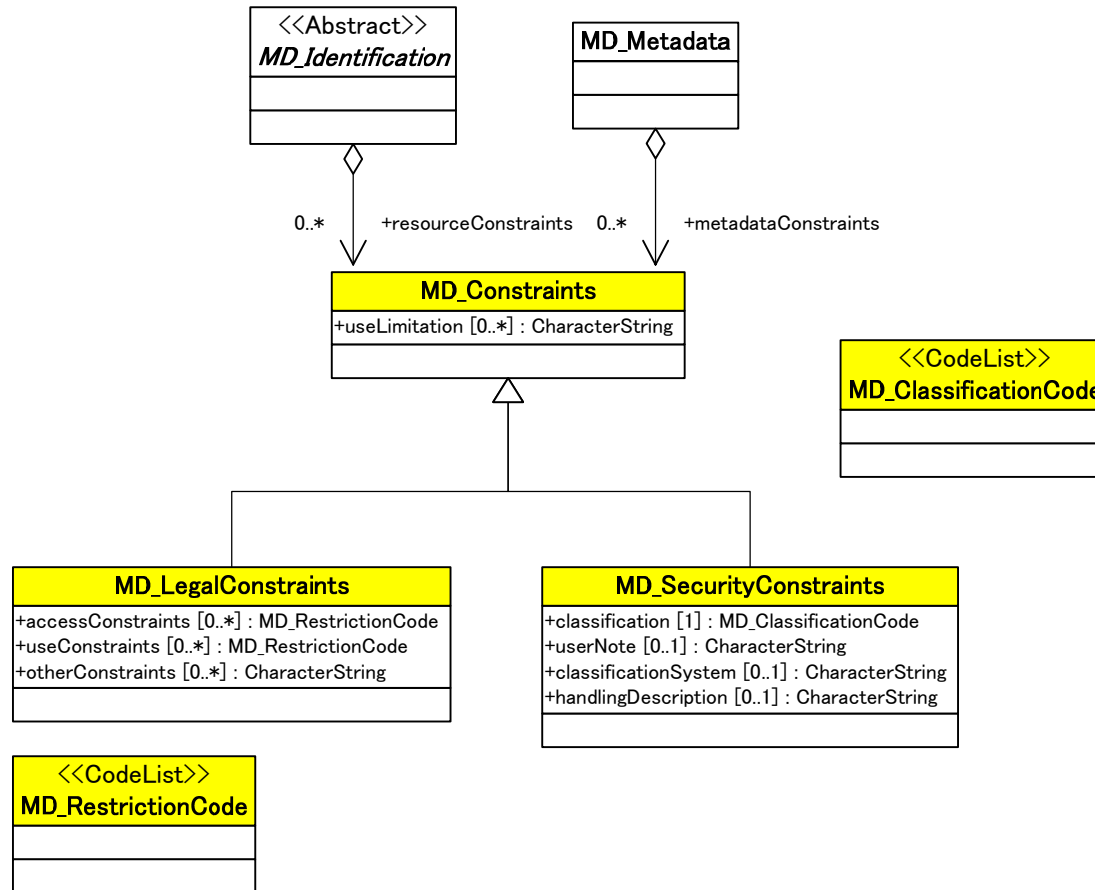 <<Abstract>>
MD_Identification
MD_Metadata
0..*
+resourceConstraints
0..*
+metadataConstraints
MD_Constraints
+useLimitation [0..*] : CharacterString
<<CodeList>>
MD_ClassificationCode
MD_LegalConstraints
+accessConstraints [0..*] : MD_RestrictionCode
+useConstraints [0..*] : MD_RestrictionCode
+otherConstraints [0..*] : CharacterString
MD_SecurityConstraints
+classification [1] : MD_ClassificationCode
+userNote [0..1] : CharacterString
+classificationSystem [0..1] : CharacterString
+handlingDescription [0..1] : CharacterString
<<CodeList>>
MD_RestrictionCode